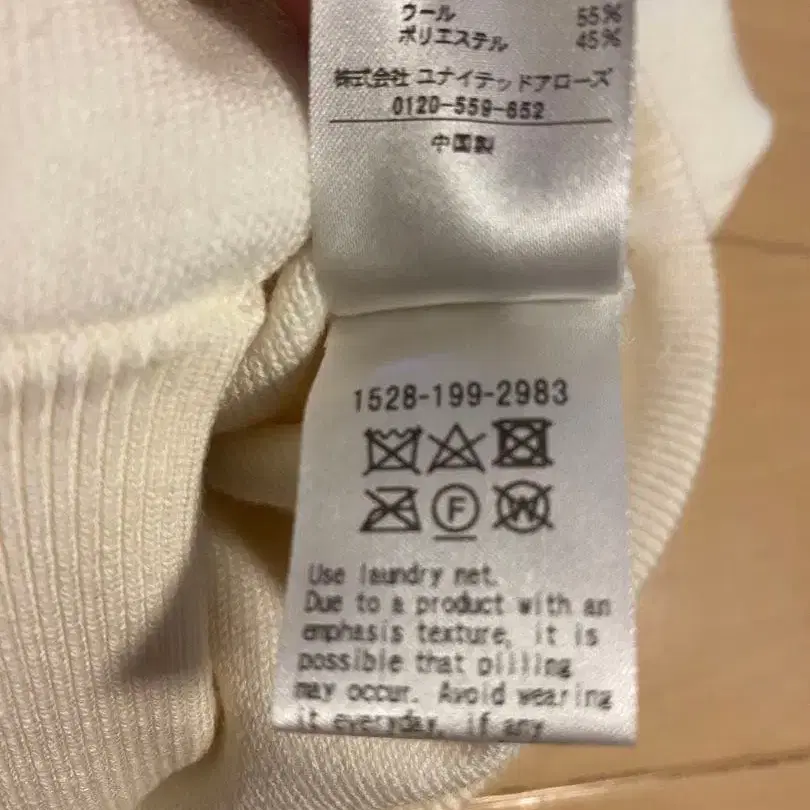 ウール 55%
ポリエステル 45%
株式会社 ユナイテッドアローズ
0120-559-652
中国製
1528-199-2983
F
W
Use laundry net.
Due to a product with an
emphasis texture, it is
possible that pilling
may occur. Avoid wearing
it everyday, if any